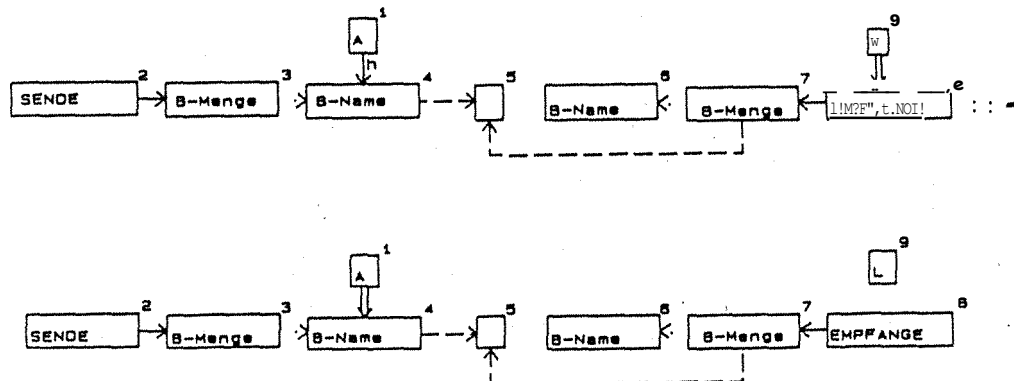 1 9
A W
2 3 4 5 6 7 e
SENDE B-Menge B-Name B-Name B-Menge l!M?F",t.NOI!
1 9
A L
2 3 4 5 6 7 8
SENDE B-Menge B-Name B-Name B-Menge EMPFANGE